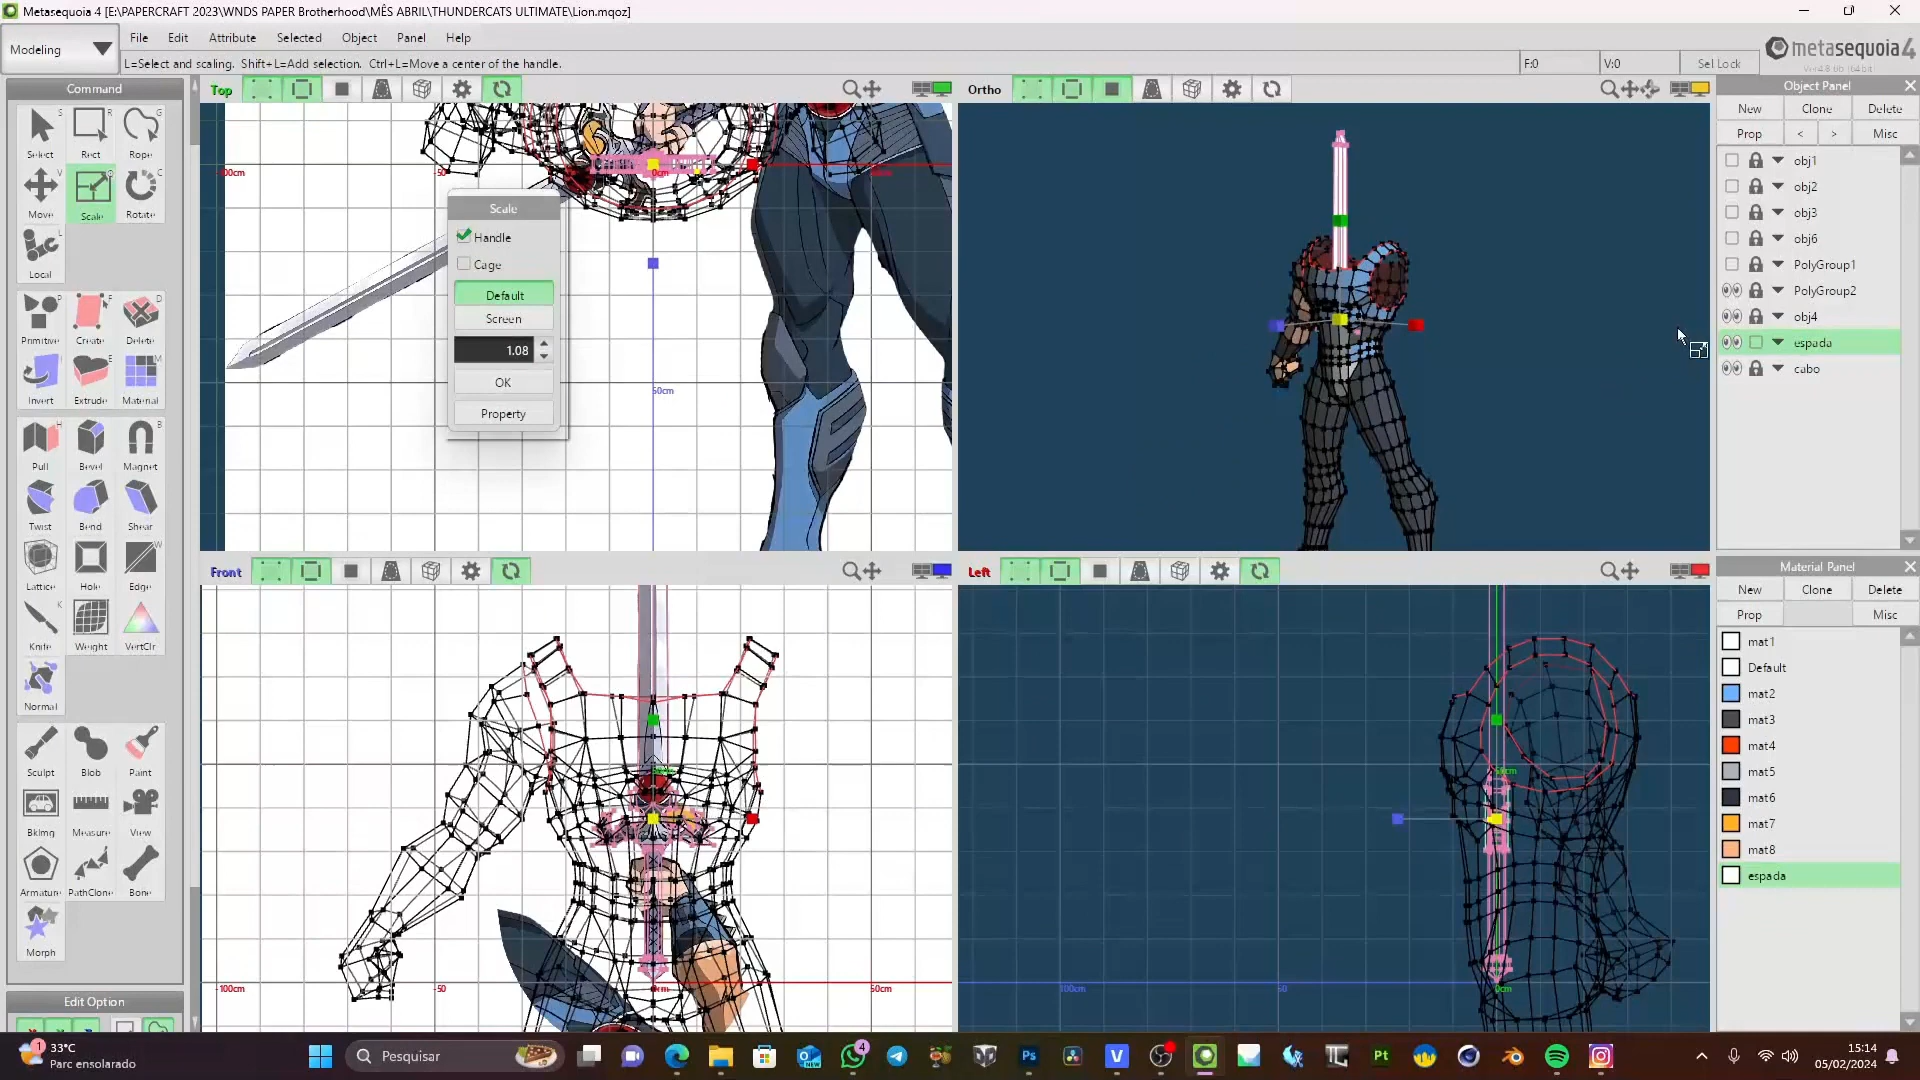 Metasequoia 4 [E:\PAPERCRAFT 2023\WNDS PAPER Brotherhood\MÊS ABRIL\THUNDERCATS ULTIMATE\Lion.mqoz]
Modeling
File Edit Attribute Selected Object Panel Help
L=Select and scaling. Shift+L=Add selection. Ctrl+L=Move a center of the handle.
F:0 V:0 Sel Lock
metasequoia 4
Command
Select Rect Rope
Move Scale Rotate
Local
Primitive Create Delete
Invert Extrude Material
Pull Bevel Magnet
Twist Bend Shear
Lattice Hole Edge
Knife Weight VertClr
Normal
Sculpt Blob Paint
BkImg Measure View
Armature PathClone Bone
Morph
Edit Option
Top
Scale
Handle
Cage
Default
Screen
1.08
OK
Property
50cm
Ortho
Front
-100cm -50 0cm 50cm
Left
100cm 50 0cm
Object Panel
New Clone Delete
Prop < > Misc
obj1
obj2
obj3
obj6
PolyGroup1
PolyGroup2
obj4
espada
cabo
Material Panel
New Clone Delete
Prop Misc
mat1
Default
mat2
mat3
mat4
mat5
mat6
mat7
mat8
espada
33°C
Parc ensolarado
Pesquisar
15:14
05/02/2024